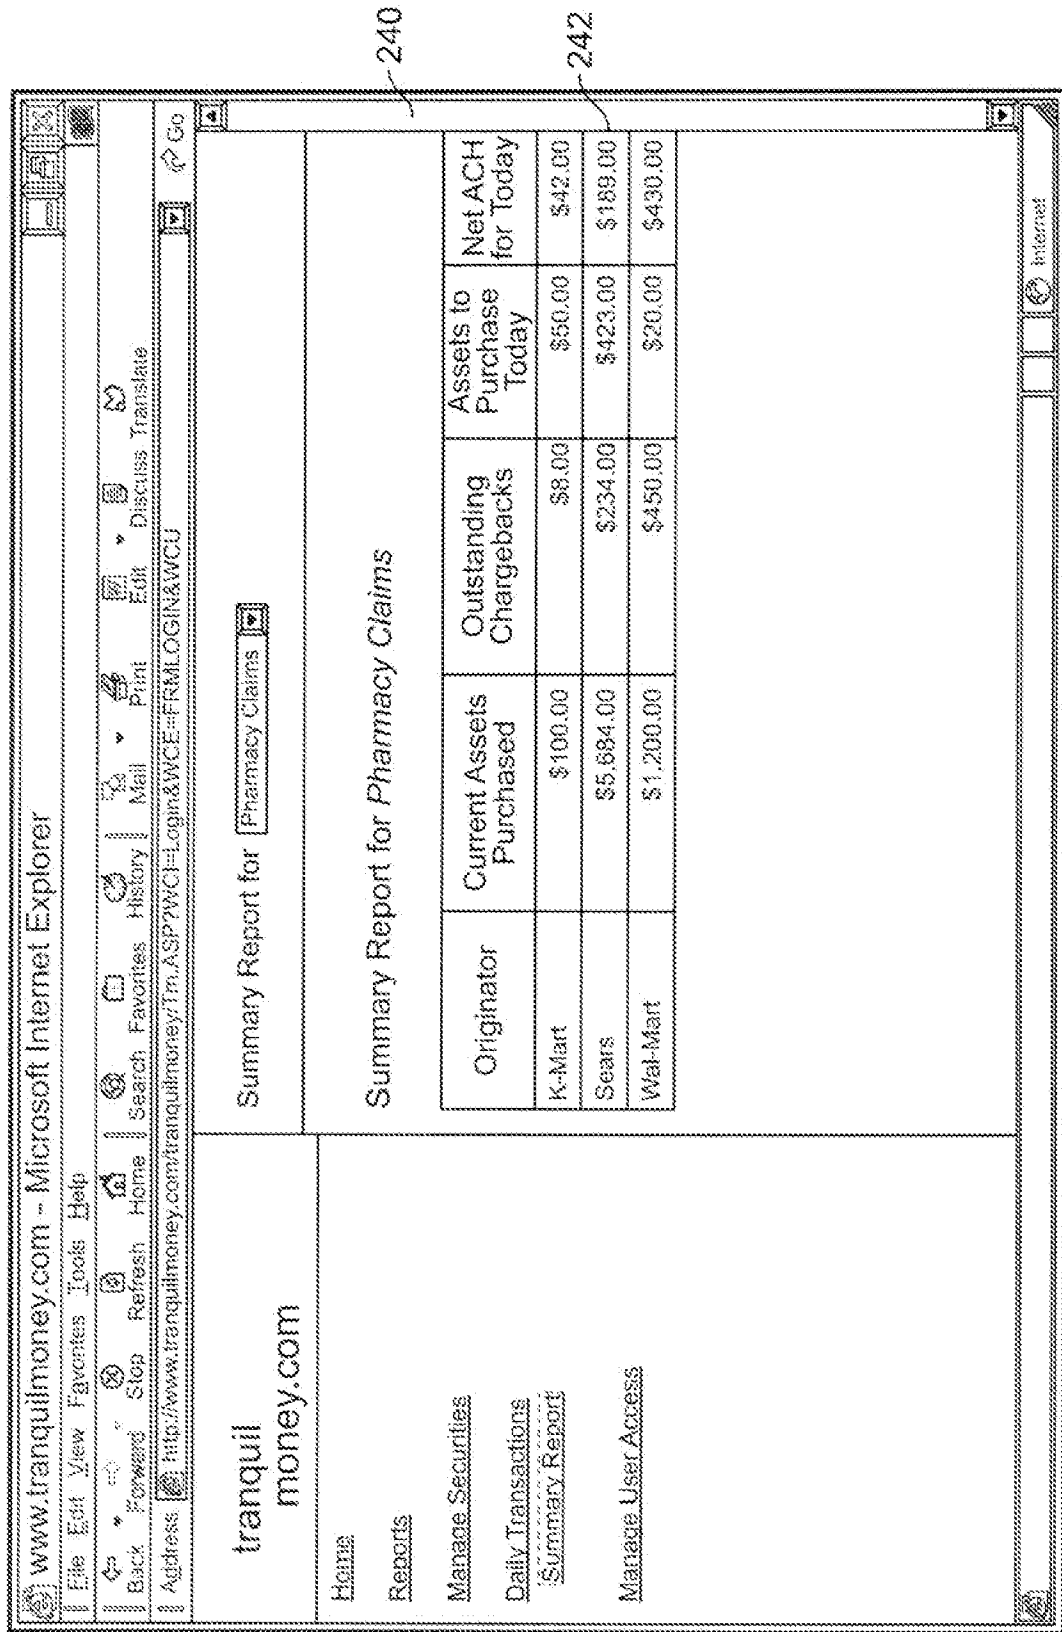 www.tranquilmoney.com - Microsoft Internet Explorer
File Edit View Favorites Tools Help
Back Forward Stop Refresh Home Search Favorites History Mail Print Edit Discuss Translate
Address http://www.tranquilmoney.com/tranquilmoney/Tm.ASP?WCI=Login&WCE=FRMLOGIN&WCU Go
tranquil
money.com
Home
Reports
Manage Securities
Daily Transactions
Summary Report
Manage User Access
Summary Report for Pharmacy Claims
Summary Report for Pharmacy Claims
Originator Current Assets Purchased Outstanding Chargebacks Assets to Purchase Today Net ACH for Today
K-Mart $100.00 $8.00 $50.00 $42.00
Sears $5,684.00 $234.00 $423.00 $189.00
Wal-Mart $1,200.00 $450.00 $20.00 $430.00
Internet
240
242